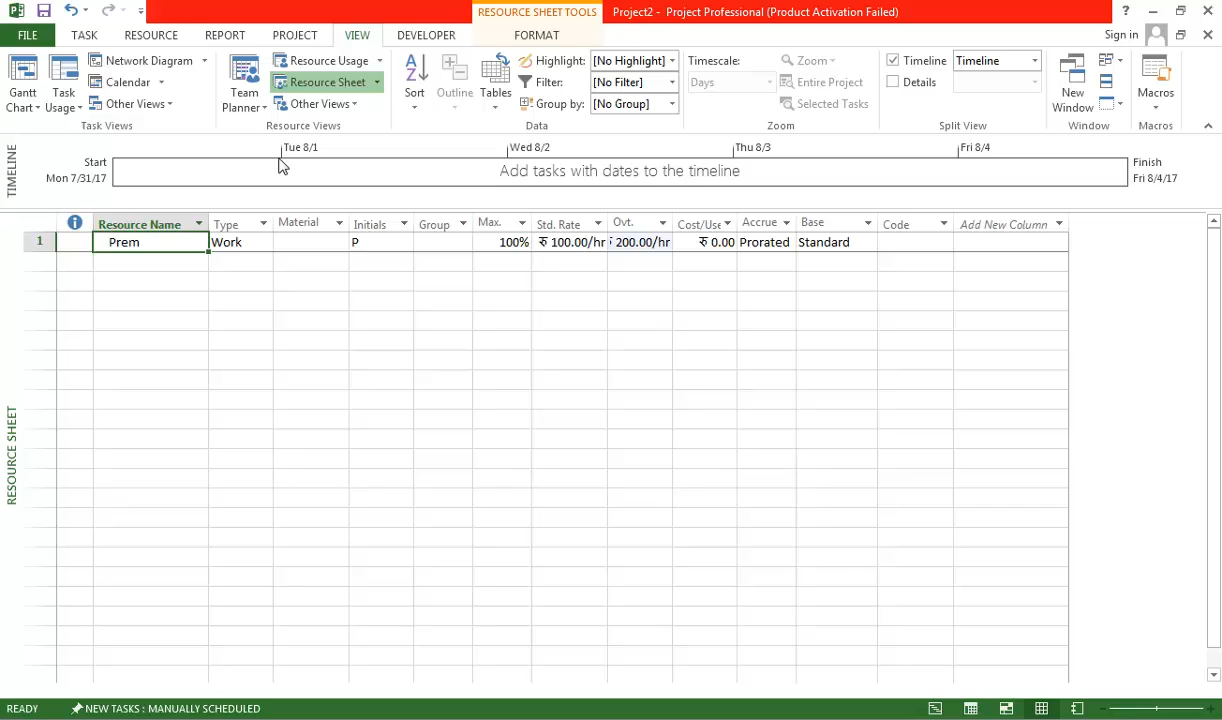 RESOURCE SHEET TOOLS Project2 - Project Professional (Product Activation Failed) ?
FILE TASK RESOURCE REPORT PROJECT VIEW DEVELOPER FORMAT Sign in
Gantt Chart
Task Usage
Network Diagram
Calendar
Other Views
Task Views
Team Planner
Resource Usage
Resource Sheet
Other Views
Resource Views
Sort
Outline
Tables
Highlight: [No Highlight]
Filter: [No Filter]
Group by: [No Group]
Data
Timescale:
Days
Zoom
Entire Project
Selected Tasks
Zoom
Timeline Timeline
Details
Split View
New Window
Window
Macros
Macros
TIMELINE
Tue 8/1 Wed 8/2 Thu 8/3 Fri 8/4
Start
Mon 7/31/17
Add tasks with dates to the timeline
Finish
Fri 8/4/17
Resource Name Type Material Initials Group Max. Std. Rate Ovt. Cost/Use Accrue Base Code Add New Column
1 Prem Work P 100% रु 100.00/hr 200.00/hr रु 0.00 Prorated Standard
RESOURCE SHEET
READY NEW TASKS : MANUALLY SCHEDULED